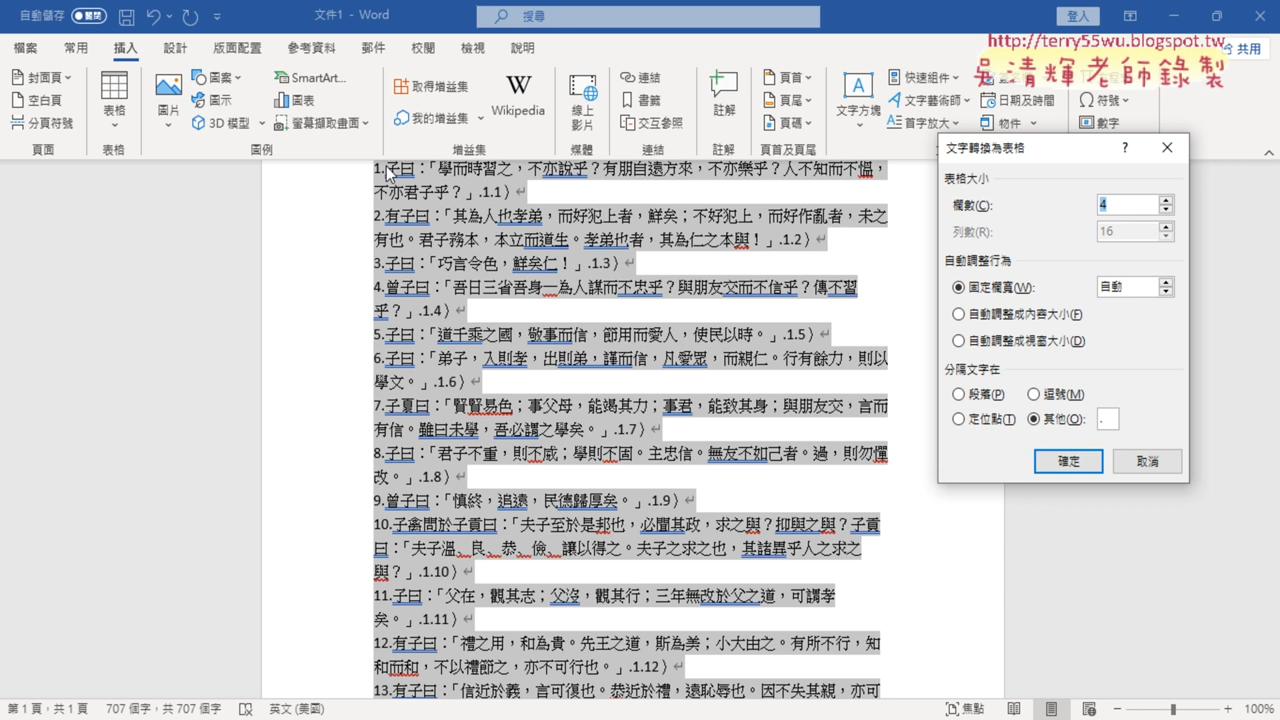 自動儲存 關閉 文件1 - Word 搜尋 登入
檔案 常用 插入 設計 版面配置 參考資料 郵件 校閱 檢視 說明 共用
http://terry55wu.blogspot.tw
吳清輝老師錄製
封面頁 圖案 SmartArt... 取得增益集 連結 頁首 快速組件
空白頁 表格 圖片 圖示 圖表 Wikipedia 線上影片 書籤 註解 頁尾 文字方塊 文字藝術師 日期及時間 符號
分頁符號 3D 模型 螢幕擷取畫面 我的增益集 交互參照 頁碼 首字放大 物件 數字
頁面 表格 圖例 增益集 媒體 連結 註解 頁首及頁尾
1.子曰：「學而時習之，不亦說乎？有朋自遠方來，不亦樂乎？人不知而不慍，
不亦君子乎？」.1.1）
2.有子曰：「其為人也孝弟，而好犯上者，鮮矣；不好犯上，而好作亂者，未之
有也。君子務本，本立而道生。孝弟也者，其為仁之本與！」.1.2）
3.子曰：「巧言令色，鮮矣仁！」.1.3）
4.曾子曰：「吾日三省吾身─為人謀而不忠乎？與朋友交而不信乎？傳不習
乎？」.1.4）
5.子曰：「道千乘之國，敬事而信，節用而愛人，使民以時。」.1.5）
6.子曰：「弟子，入則孝，出則弟，謹而信，凡愛眾，而親仁。行有餘力，則以
學文。」.1.6）
7.子夏曰：「賢賢易色；事父母，能竭其力；事君，能致其身；與朋友交，言而
有信。雖曰未學，吾必謂之學矣。」.1.7）
8.子曰：「君子不重，則不威；學則不固。主忠信。無友不如己者。過，則勿憚
改。」.1.8）
9.曾子曰：「慎終，追遠，民德歸厚矣。」.1.9）
10.子禽問於子貢曰：「夫子至於是邦也，必聞其政，求之與？抑與之與？子貢
曰：「夫子溫、良、恭、儉、讓以得之。夫子之求之也，其諸異乎人之求之
與？」.1.10）
11.子曰：「父在，觀其志；父沒，觀其行；三年無改於父之道，可謂孝
矣。」.1.11）
12.有子曰：「禮之用，和為貴。先王之道，斯為美；小大由之。有所不行，知
和而和，不以禮節之，亦不可行也。」.1.12）
13.有子曰：「信近於義，言可復也。恭近於禮，遠恥辱也。因不失其親，亦可
文字轉換為表格 ?
表格大小
欄數(C): 4
列數(R): 16
自動調整行為
固定欄寬(W): 自動
自動調整成內容大小(F)
自動調整成視窗大小(D)
分隔文字在
段落(P) 逗號(M)
定位點(T) 其他(O): .
確定 取消
第 1 頁，共 1 頁 707 個字，共 707 個字 英文 (美國) 焦點 100%